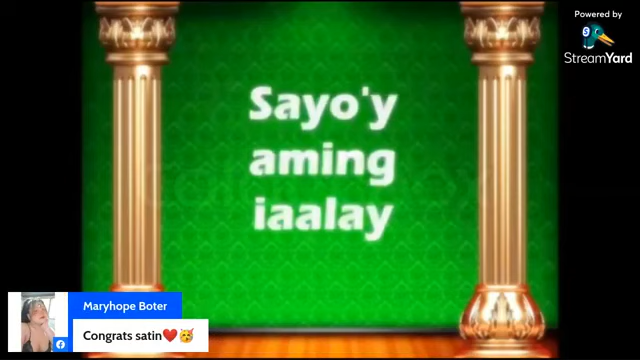 Powered by
StreamYard
Sayo'y
aming
iaalay
Maryhope Boter
Congrats satin❤️🥳